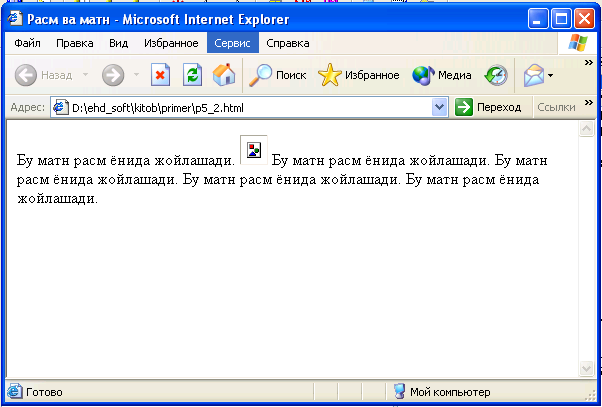 Расм ва матн - Microsoft Internet Explorer
Файл Правка Вид Избранное Сервис Справка
Назад Поиск Избранное Медиа »
Адрес: D:\ehd_soft\kitob\primer\p5_2.html Переход Ссылки »
Бу матн расм ёнида жойлашади. Бу матн расм ёнида жойлашади. Бу матн
расм ёнида жойлашади. Бу матн расм ёнида жойлашади. Бу матн расм ёнида
жойлашади.
Готово Мой компьютер